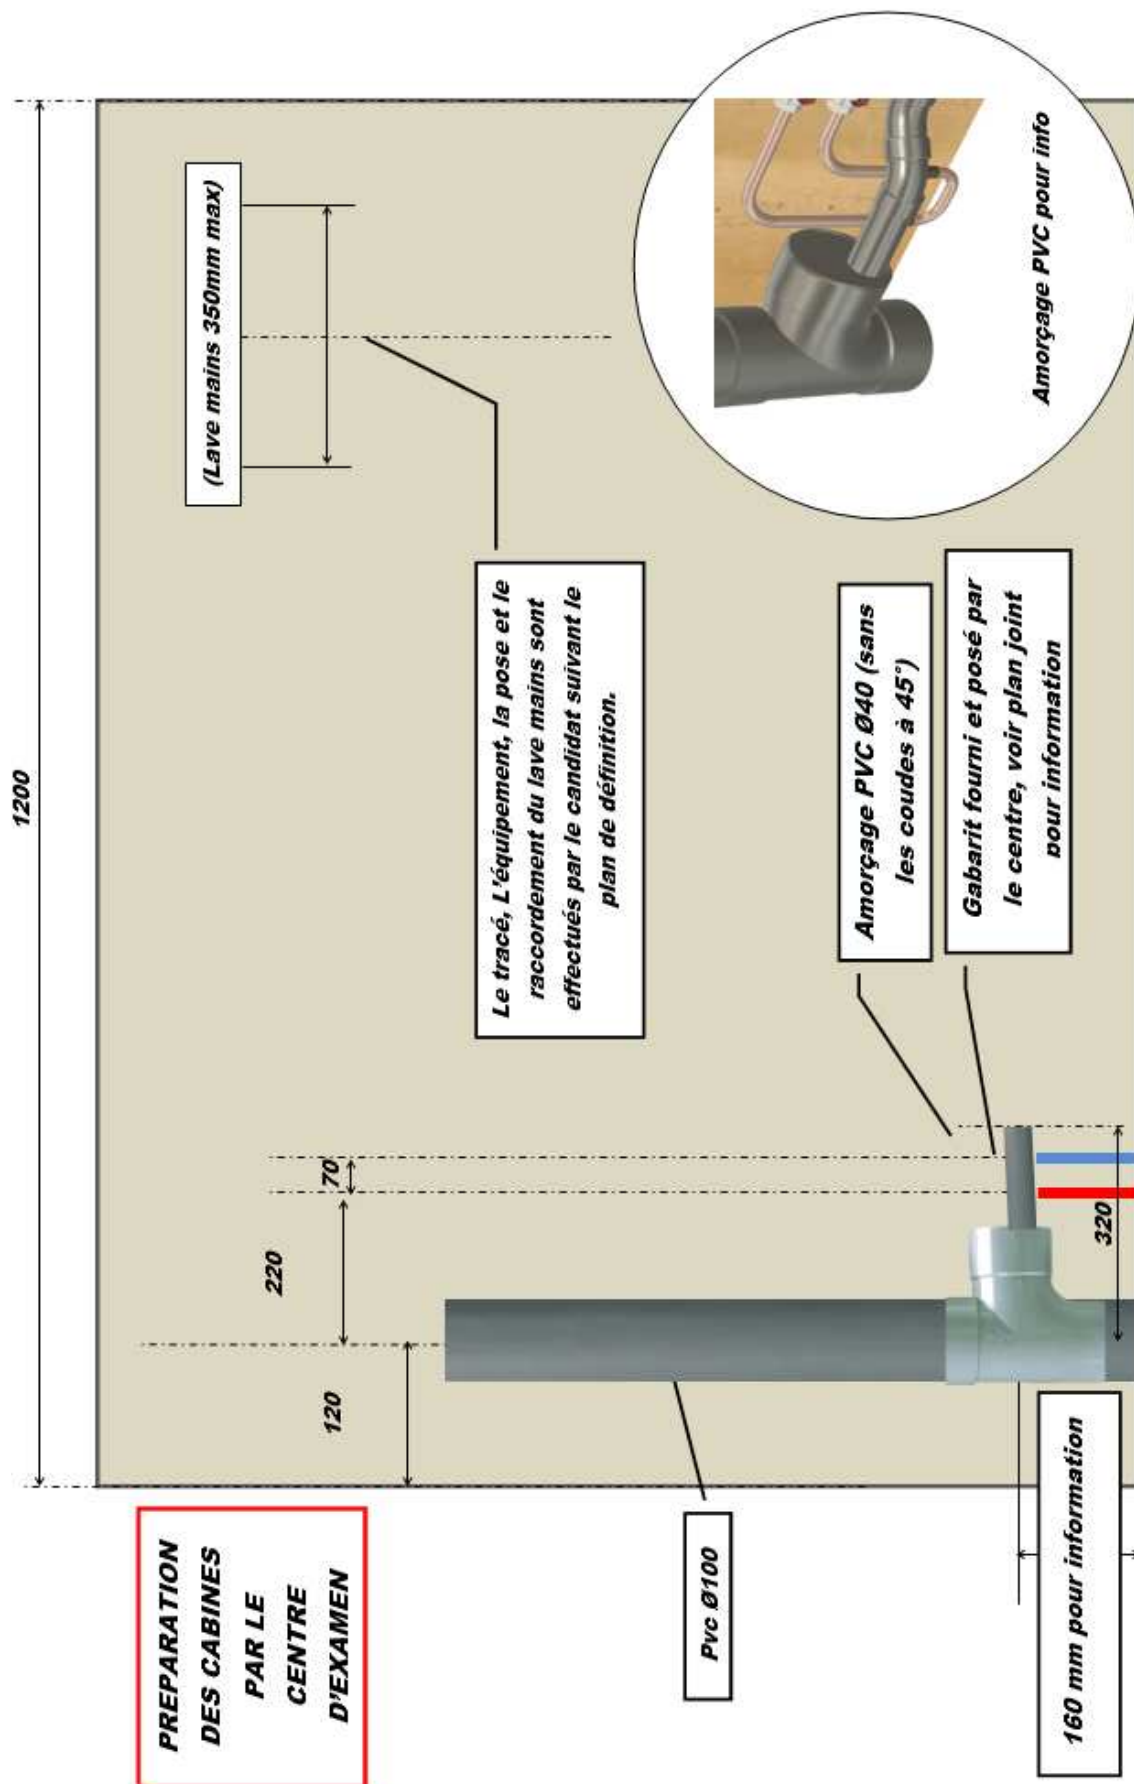 1200
PREPARATION
DES CABINES
PAR LE
CENTRE
D'EXAMEN
(Lave mains 350mm max)
Le tracé, L'équipement, la pose et le
raccordement du lave mains sont
effectués par le candidat suivant le
plan de définition.
70
220
120
Pvc Ø100
Amorçage PVC Ø40 (sans
les coudes à 45°)
Gabarit fourni et posé par
le centre, voir plan joint
pour information
Amorçage PVC pour info
320
160 mm pour information